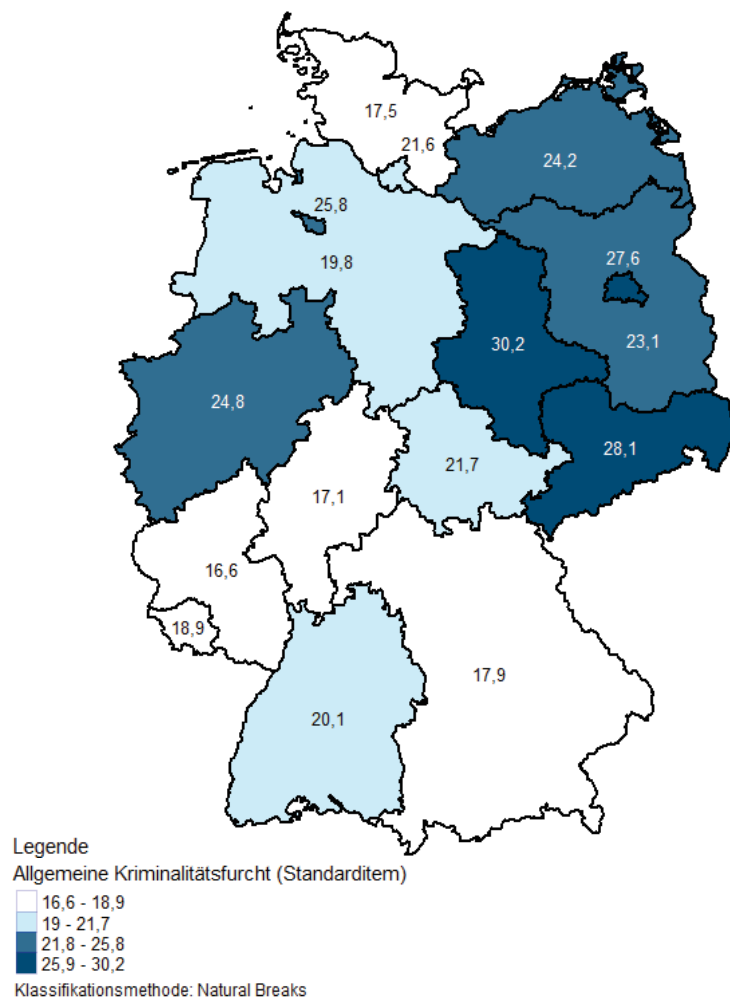 17,5
21,6
24,2
25,8
19,8
27,6
30,2
23,1
24,8
28,1
21,7
17,1
16,6
18,9
17,9
20,1
Legende
Allgemeine Kriminalitätsfurcht (Standarditem)
16,6 - 18,9
19 - 21,7
21,8 - 25,8
25,9 - 30,2
Klassifikationsmethode: Natural Breaks